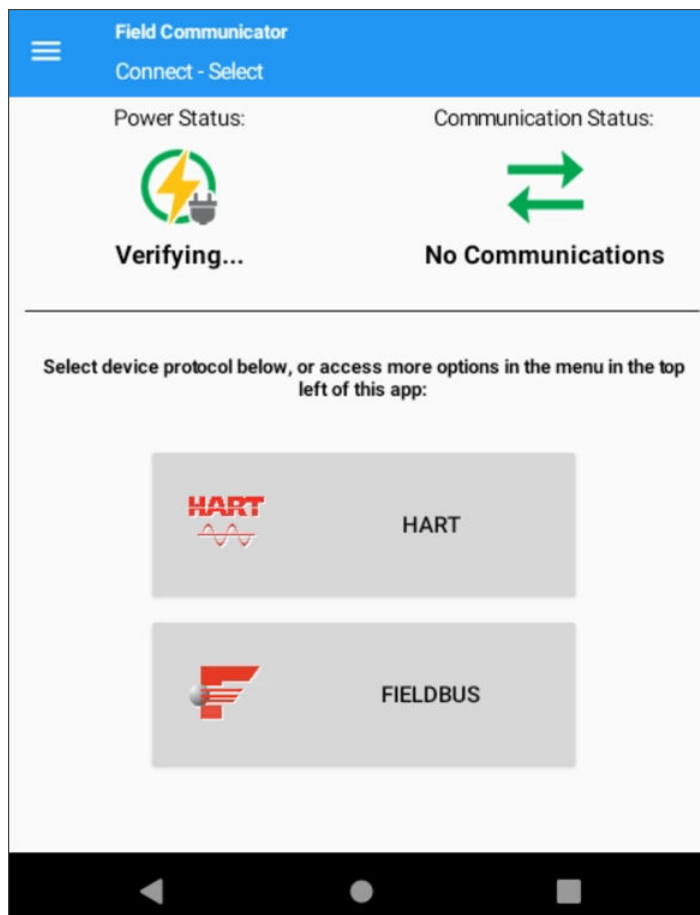 Field Communicator
Connect - Select
Power Status:
Communication Status:
Verifying...
No Communications
Select device protocol below, or access more options in the menu in the top
left of this app:
HART
HART
FIELDBUS